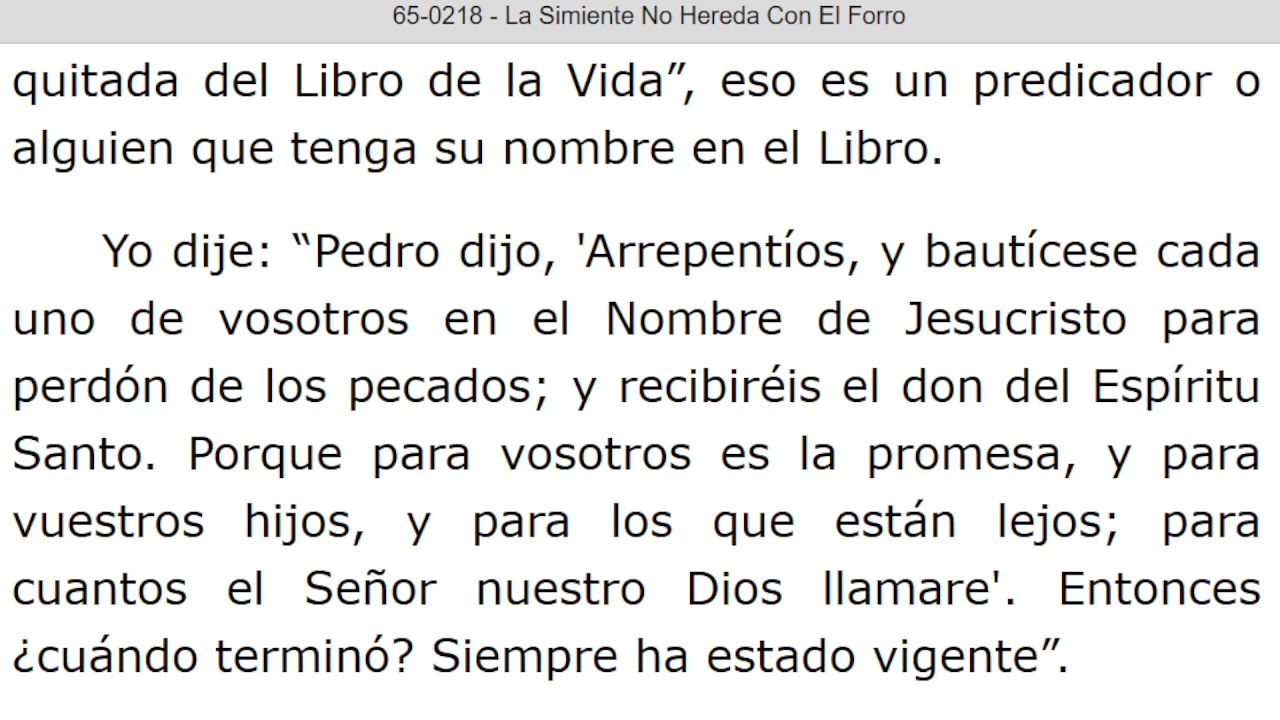 65-0218 - La Simiente No Hereda Con El Forro
quitada del Libro de la Vida”, eso es un predicador o
alguien que tenga su nombre en el Libro.
Yo dije: “Pedro dijo, 'Arrepentíos, y bautícese cada
uno de vosotros en el Nombre de Jesucristo para
perdón de los pecados; y recibiréis el don del Espíritu
Santo. Porque para vosotros es la promesa, y para
vuestros hijos, y para los que están lejos; para
cuantos el Señor nuestro Dios llamare'. Entonces
¿cuándo terminó? Siempre ha estado vigente”.